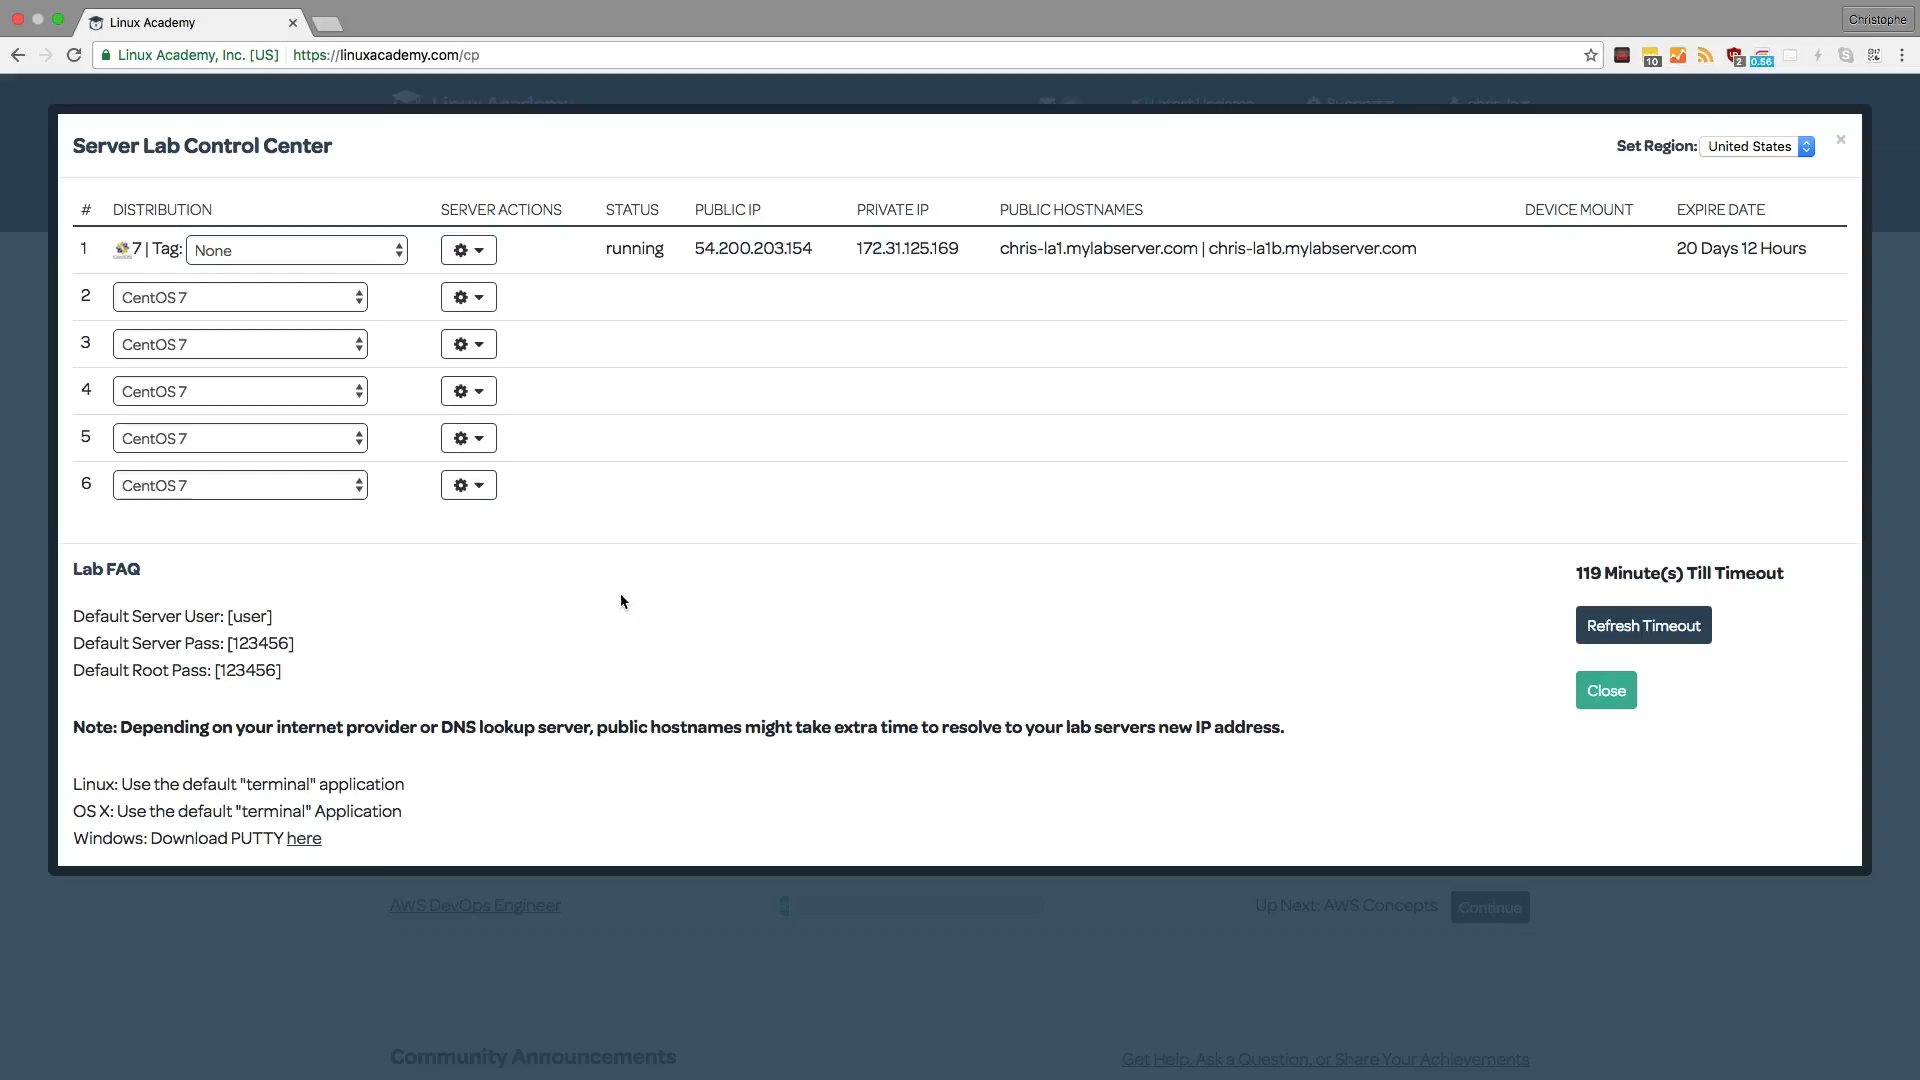 Linux Academy
Christophe
Linux Academy, Inc. [US] https://linuxacademy.com/cp
10 2 0.56
Linux Academy
Server Lab Control Center
Set Region: United States
# DISTRIBUTION SERVER ACTIONS STATUS PUBLIC IP PRIVATE IP PUBLIC HOSTNAMES DEVICE MOUNT EXPIRE DATE
1 7 | Tag: None running 54.200.203.154 172.31.125.169 chris-la1.mylabserver.com | chris-la1b.mylabserver.com 20 Days 12 Hours
2 CentOS 7
3 CentOS 7
4 CentOS 7
5 CentOS 7
6 CentOS 7
Lab FAQ
119 Minute(s) Till Timeout
Default Server User: [user]
Refresh Timeout
Default Server Pass: [123456]
Default Root Pass: [123456]
Close
Note: Depending on your internet provider or DNS lookup server, public hostnames might take extra time to resolve to your lab servers new IP address.
Linux: Use the default "terminal" application
OS X: Use the default "terminal" Application
Windows: Download PUTTY here
AWS DevOps Engineer Up Next: AWS Concepts Continue
Community Announcements Get Help, Ask a Question, or Share Your Achievements